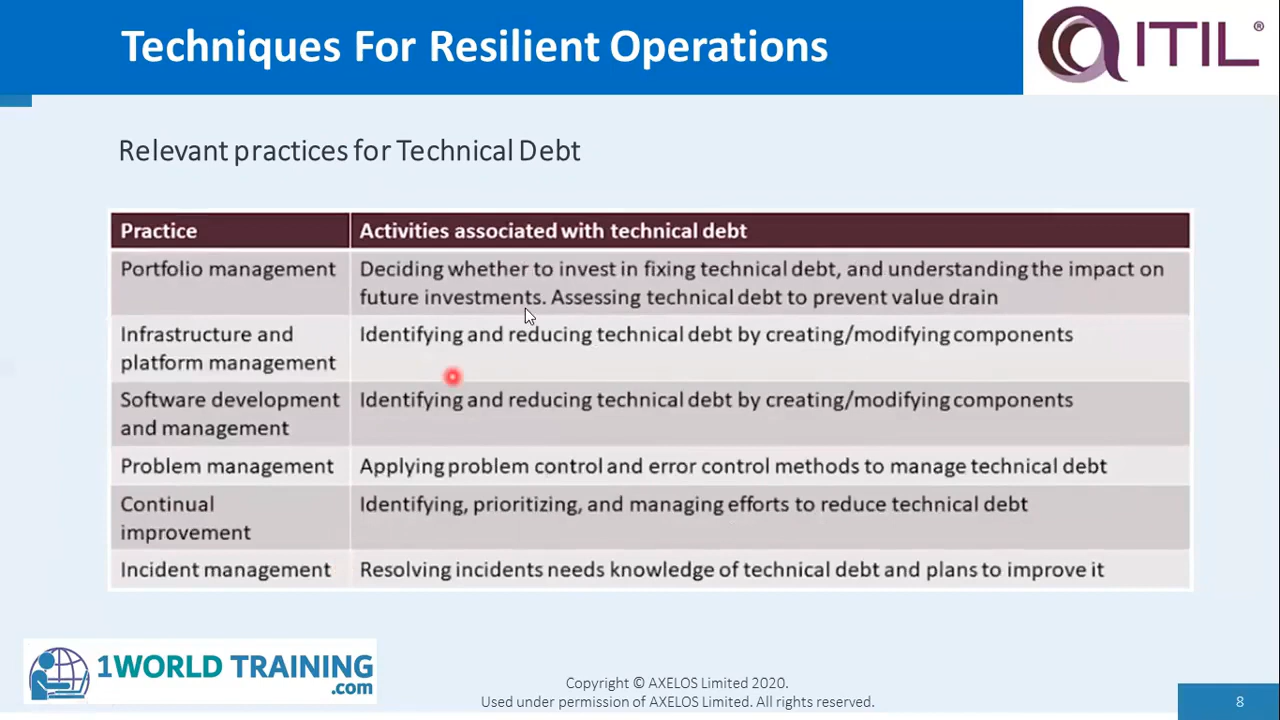 Techniques For Resilient Operations
ITIL®
Relevant practices for Technical Debt
Practice
Activities associated with technical debt
Portfolio management
Deciding whether to invest in fixing technical debt, and understanding the impact on
future investments. Assessing technical debt to prevent value drain
Infrastructure and
platform management
Identifying and reducing technical debt by creating/modifying components
Software development
and management
Identifying and reducing technical debt by creating/modifying components
Problem management
Applying problem control and error control methods to manage technical debt
Continual
improvement
Identifying, prioritizing, and managing efforts to reduce technical debt
Incident management
Resolving incidents needs knowledge of technical debt and plans to improve it
1WORLD TRAINING
.com
Copyright © AXELOS Limited 2020.
Used under permission of AXELOS Limited. All rights reserved.
8